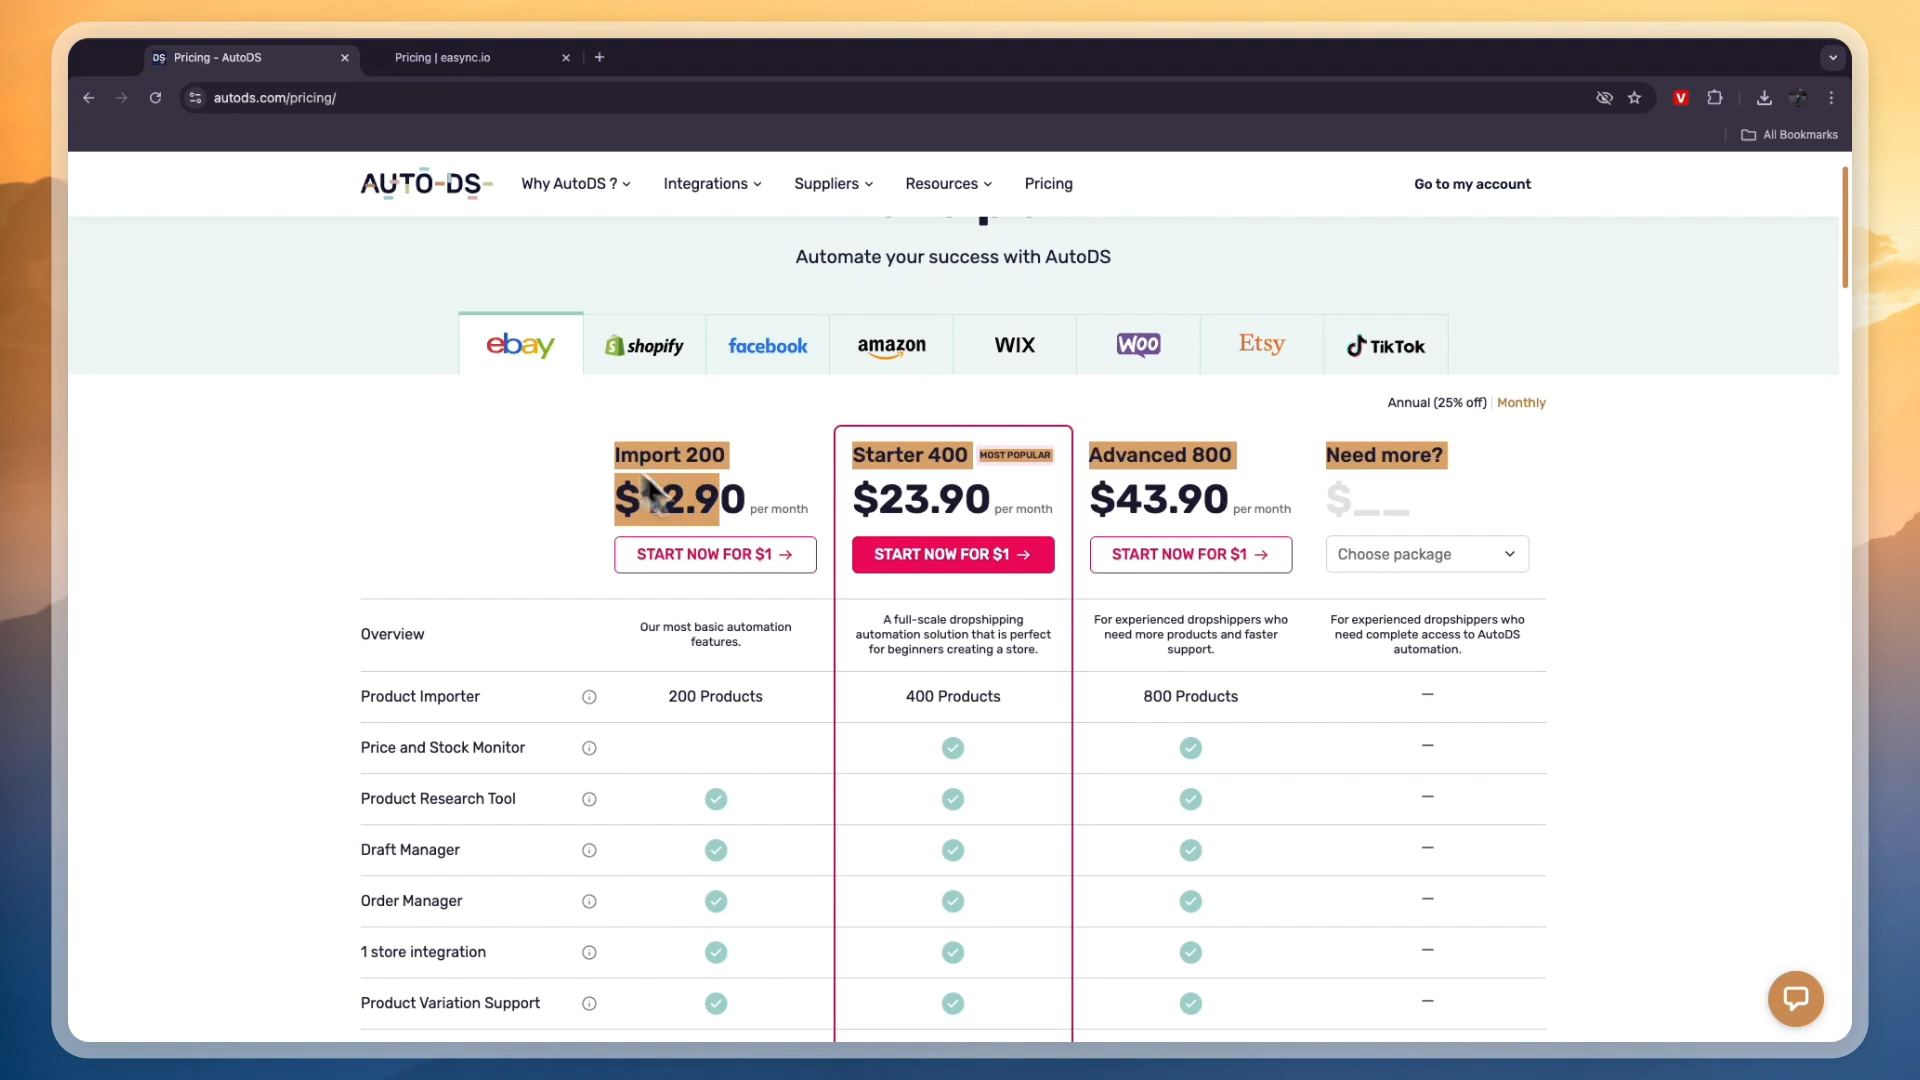 DS Pricing - AutoDS
Pricing | easync.io
autods.com/pricing/
All Bookmarks
AUTO-DS
Why AutoDS ?
Integrations
Suppliers
Resources
Pricing
Go to my account
Automate your success with AutoDS
ebay
shopify
facebook
amazon
WIX
WOO
Etsy
TikTok
Annual (25% off) | Monthly
Import 200
Starter 400 MOST POPULAR
Advanced 800
Need more?
per month
$23.90 per month
$43.90 per month
$__
START NOW FOR $1 →
START NOW FOR $1 →
START NOW FOR $1 →
Choose package
Overview
Our most basic automation
features.
A full-scale dropshipping
automation solution that is perfect
for beginners creating a store.
For experienced dropshippers who
need more products and faster
support.
For experienced dropshippers who
need complete access to AutoDS
automation.
Product Importer
200 Products
400 Products
800 Products
—
Price and Stock Monitor
—
Product Research Tool
—
Draft Manager
—
Order Manager
—
1 store integration
—
Product Variation Support
—